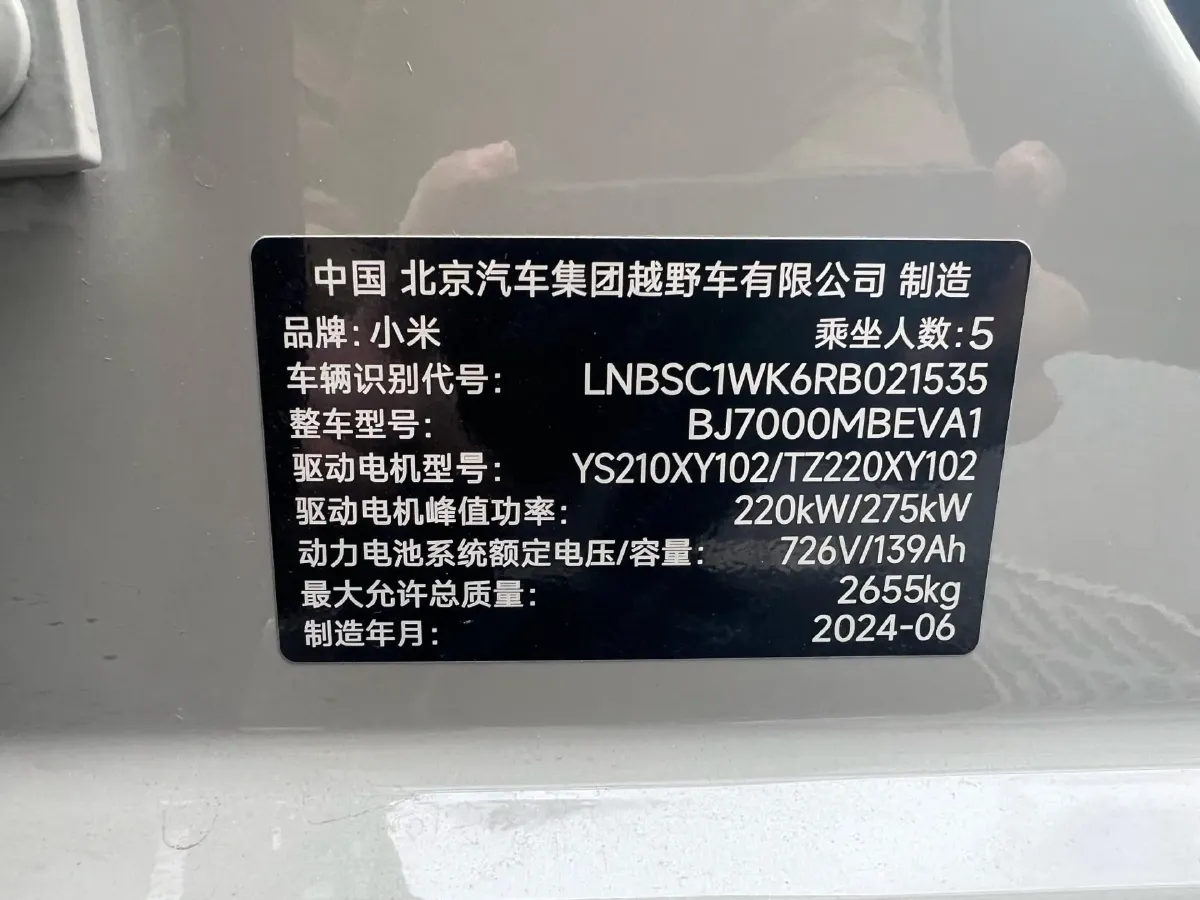 中国 北京汽车集团越野车有限公司 制造
品牌：小米 乘坐人数：5
车辆识别代号： LNBSC1WK6RB021535
整车型号： BJ7000MBEVA1
驱动电机型号： YS210XY102/TZ220XY102
驱动电机峰值功率： 220kW/275kW
动力电池系统额定电压/容量： 726V/139Ah
最大允许总质量： 2655kg
制造年月： 2024-06